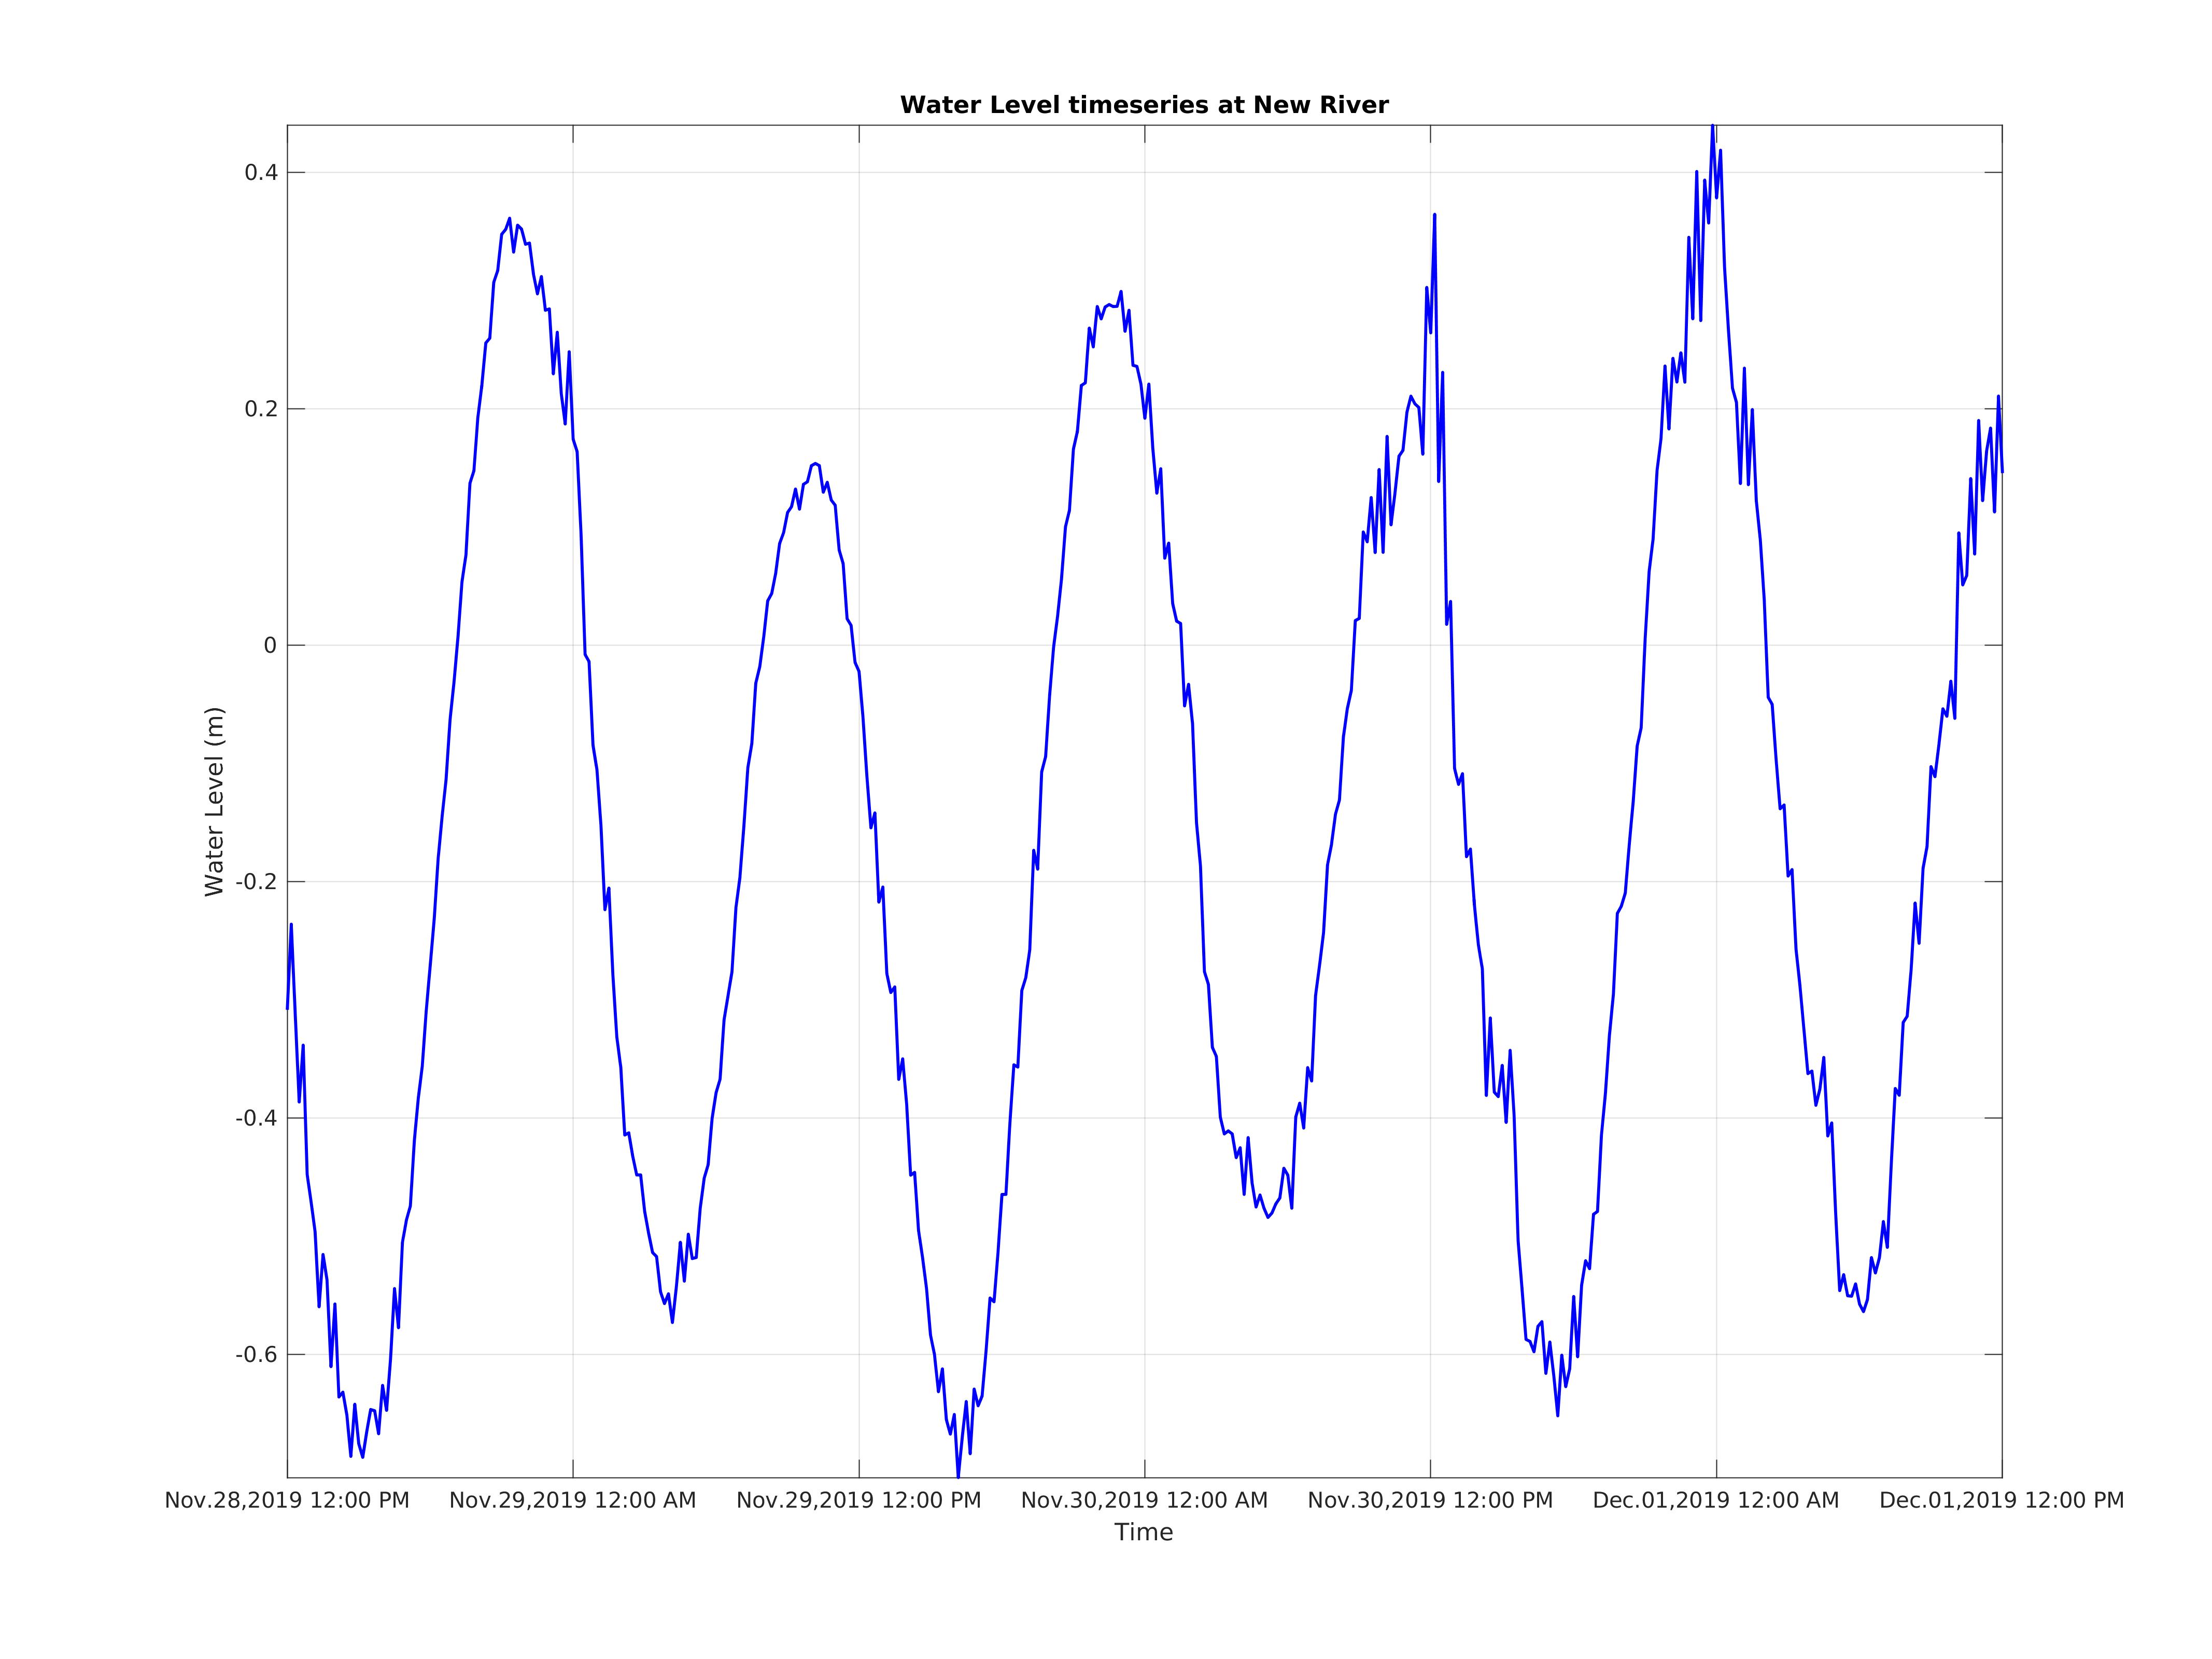 Water Level timeseries at New River
0.4
0.2
0
-0.2
-0.4
-0.6
Water Level (m)
Nov.28,2019 12:00 PM Nov.29,2019 12:00 AM Nov.29,2019 12:00 PM Nov.30,2019 12:00 AM Nov.30,2019 12:00 PM Dec.01,2019 12:00 AM Dec.01,2019 12:00 PM
Time